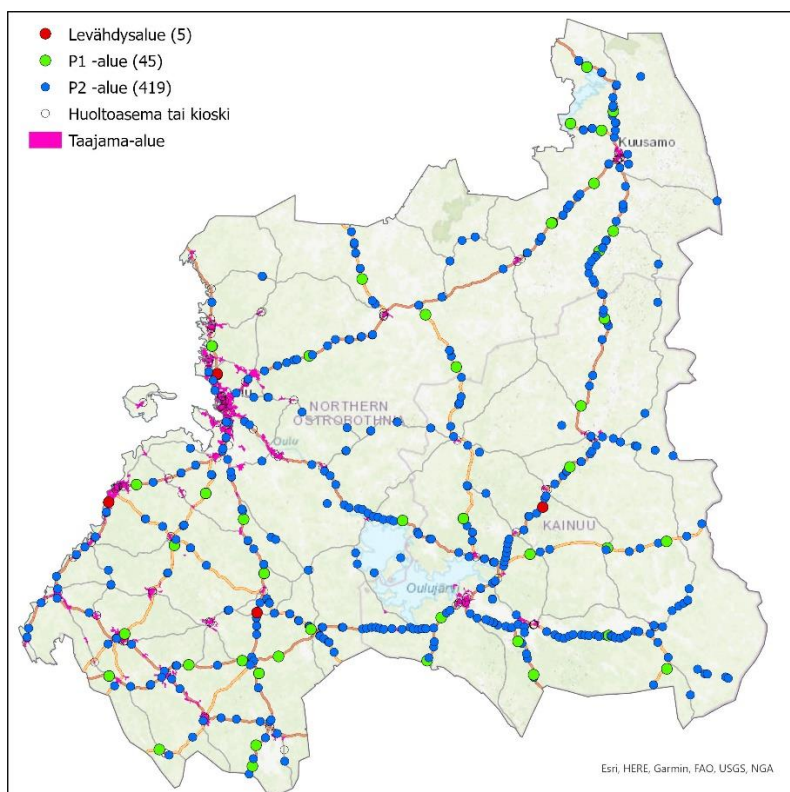 Levähdysalue (5)
P1 -alue (45)
P2 -alue (419)
Huoltoasema tai kioski
Taajama-alue
Kuusamo
NORTHERN
OSTROBOTHNIA
Oulu
KAINUU
Oulujärvi
Esri, HERE, Garmin, FAO, USGS, NGA